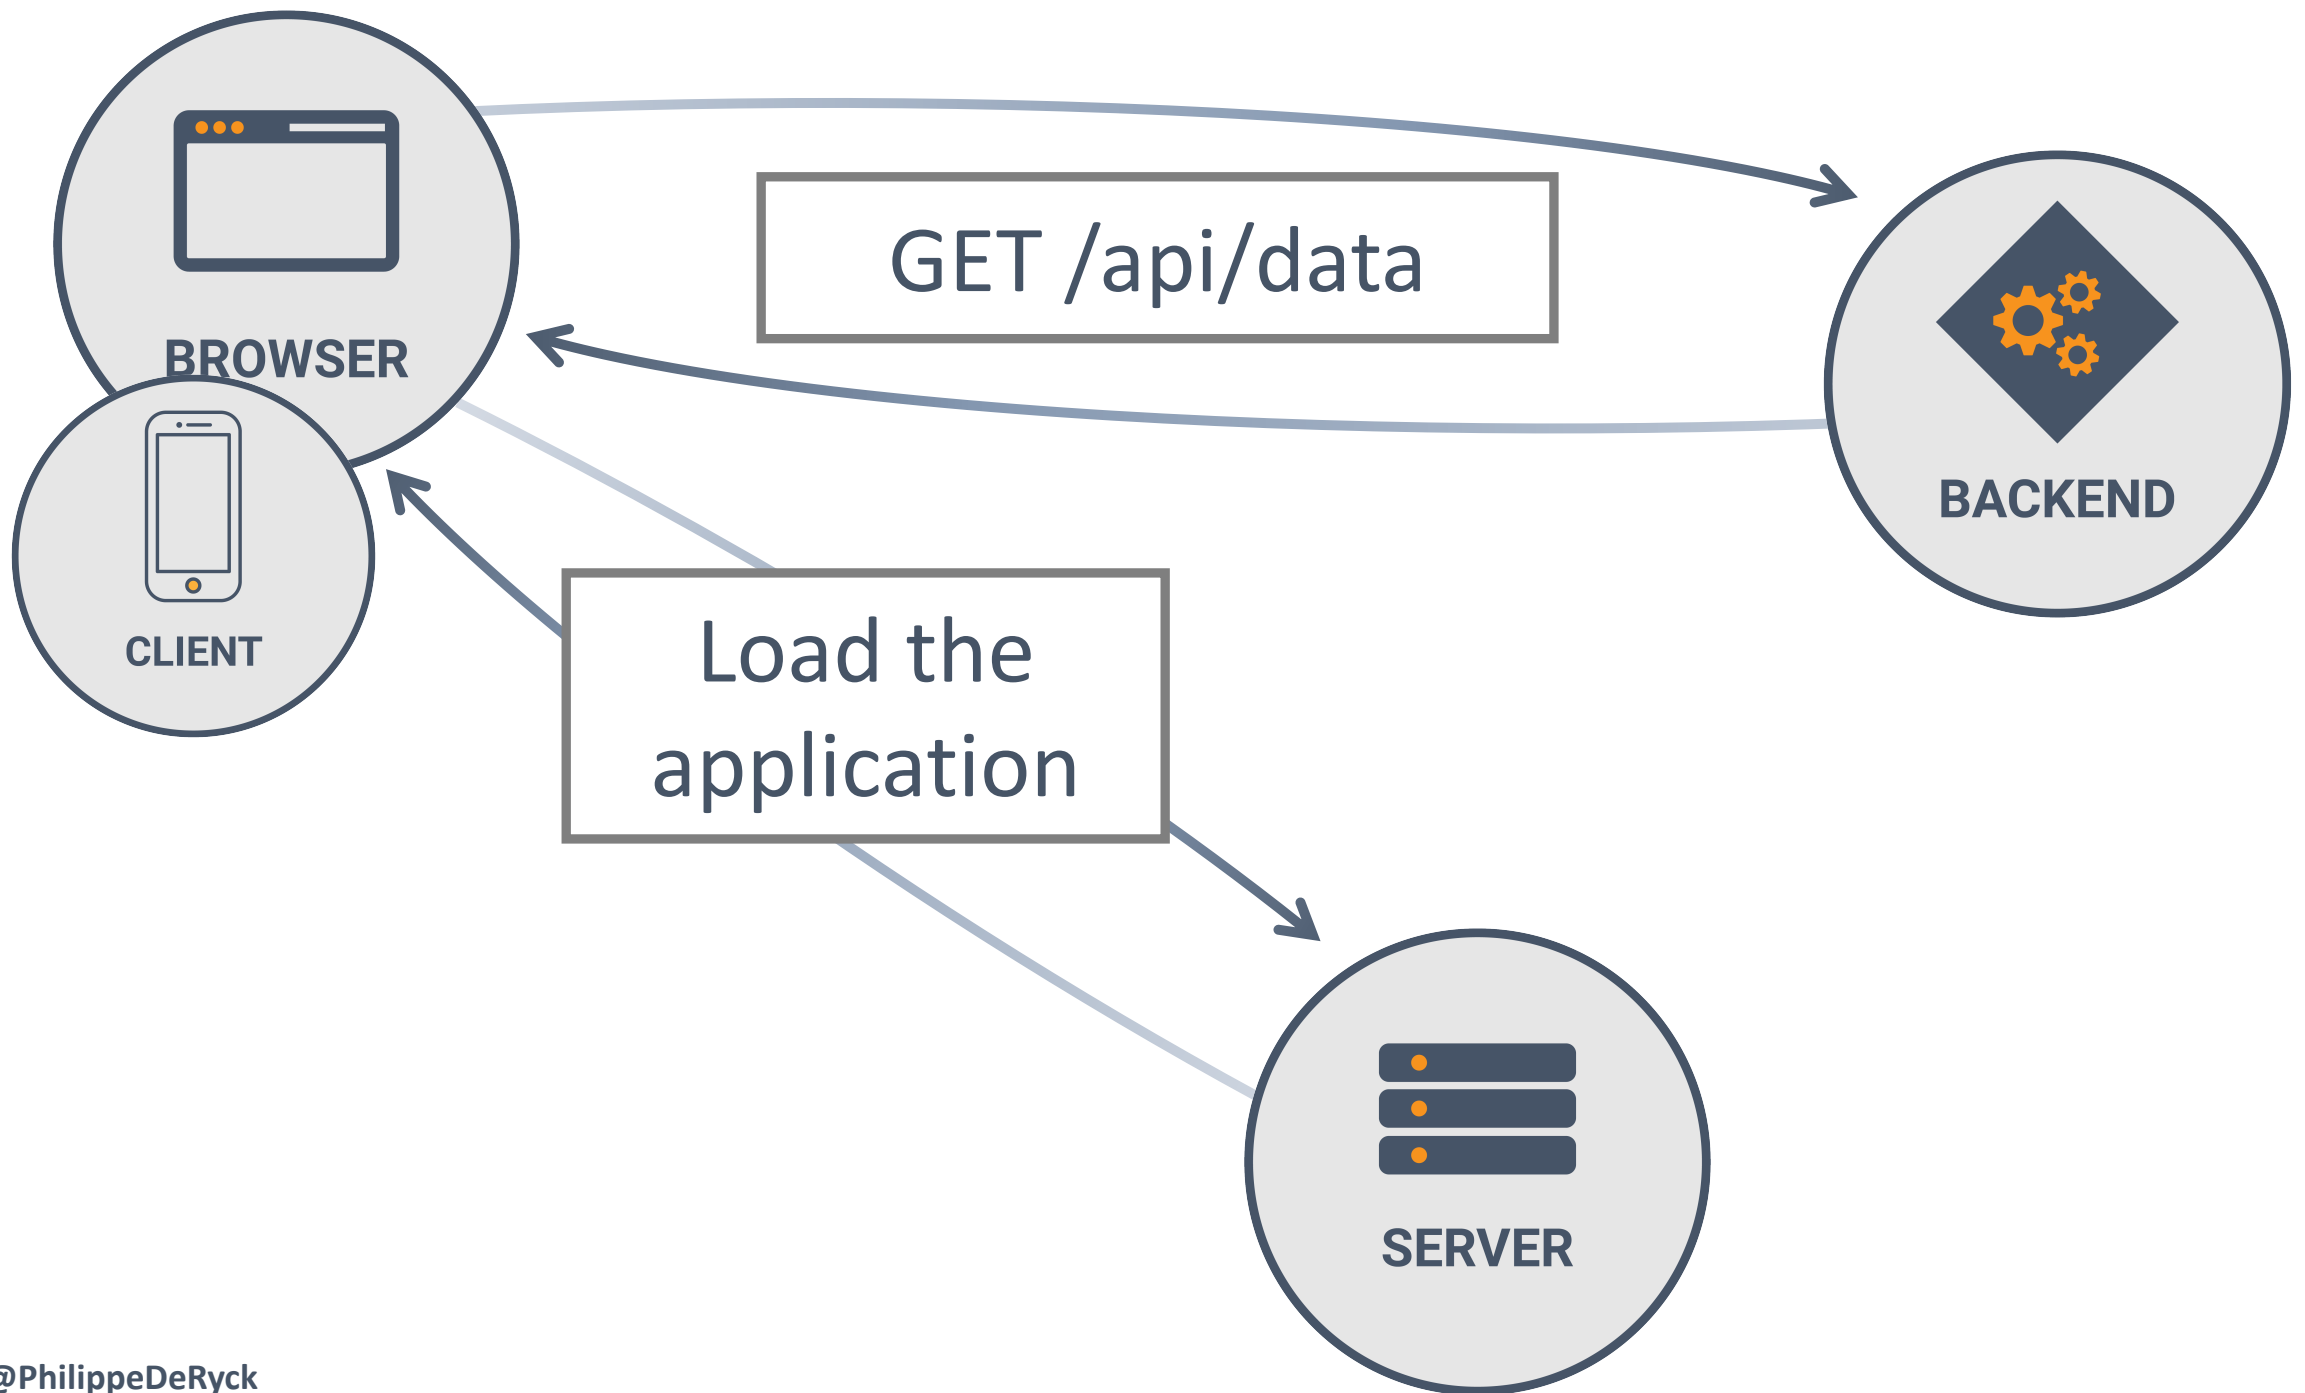 GET /api/data
BROWSER
BACKEND
CLIENT
Load the
application
SERVER
@PhilippeDeRyck